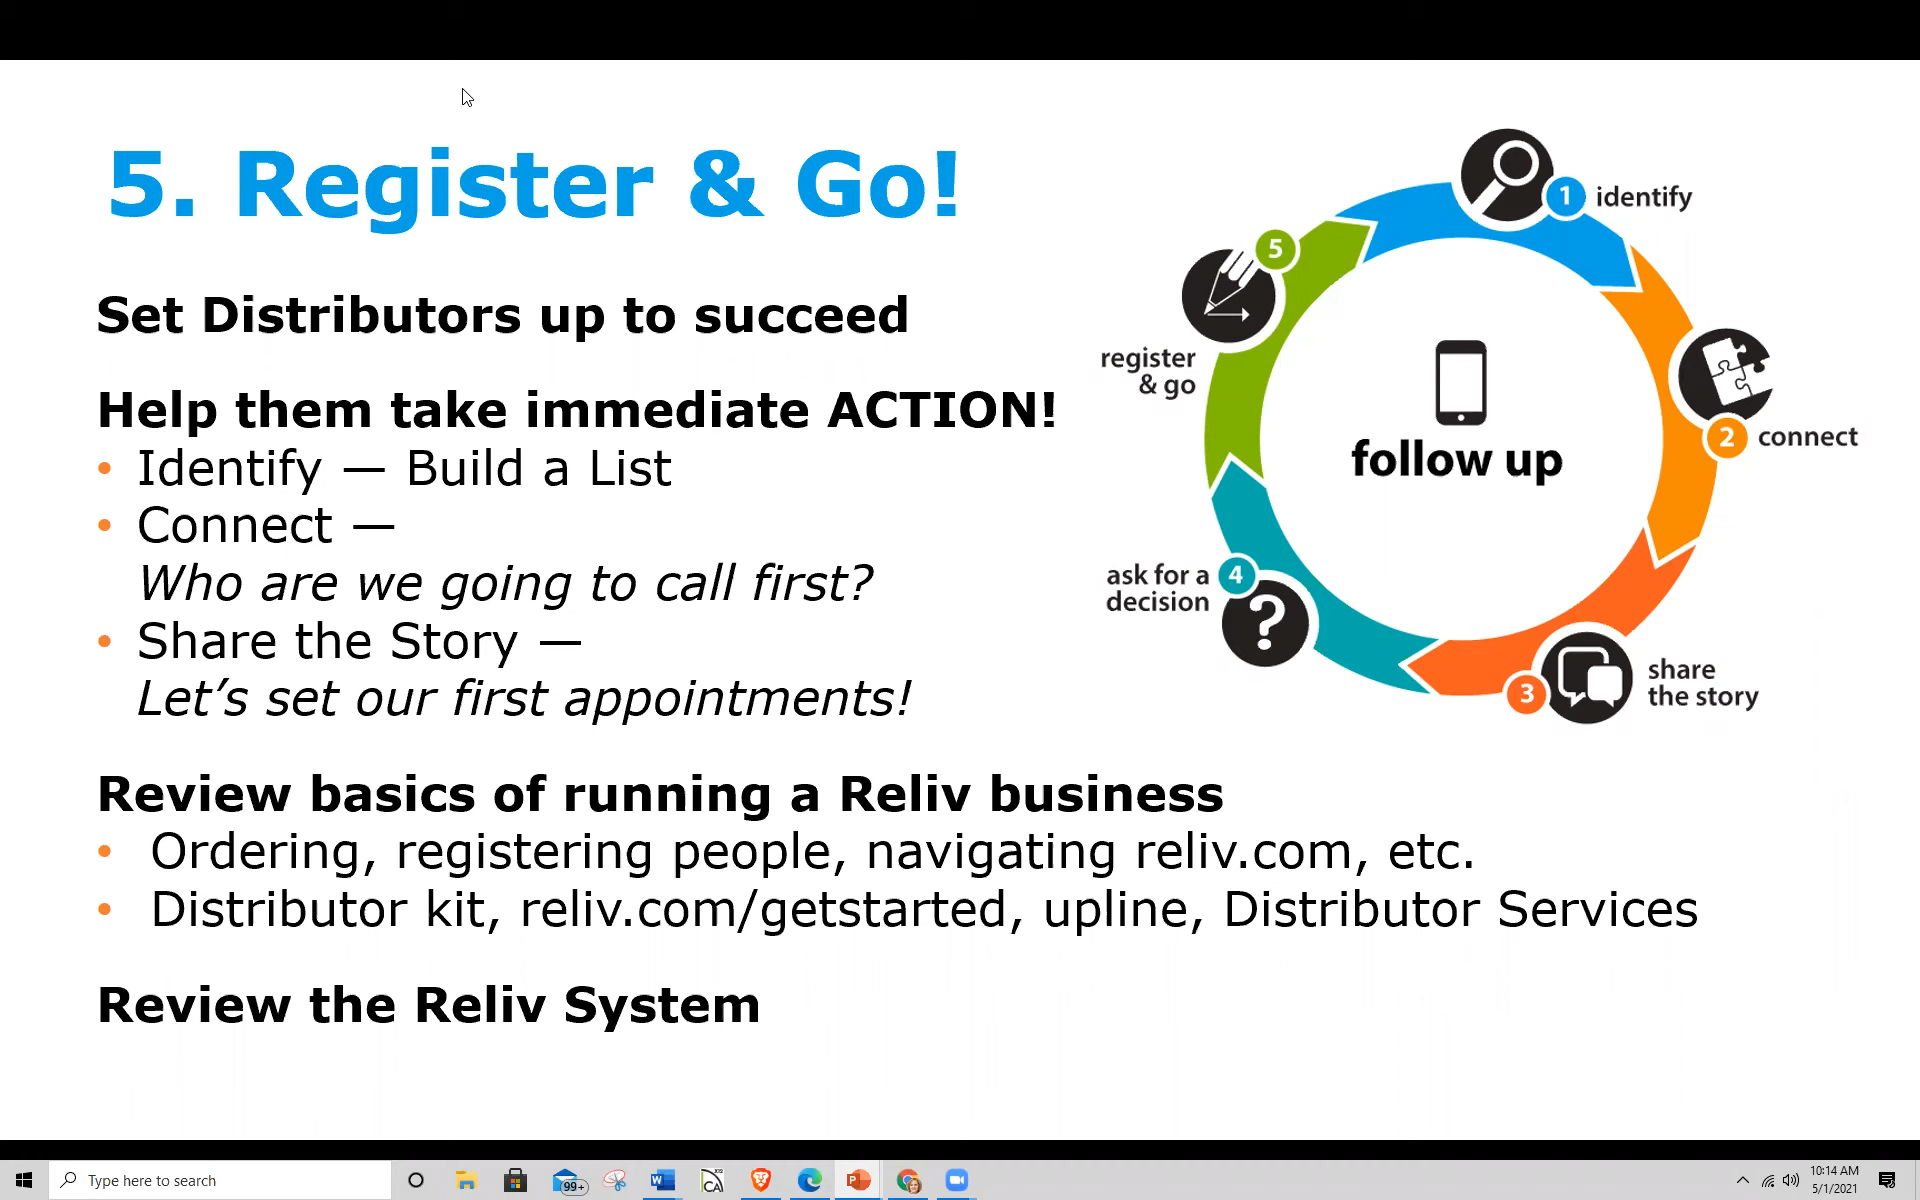 5. Register & Go!
Set Distributors up to succeed
Help them take immediate ACTION!
• Identify — Build a List
• Connect —
Who are we going to call first?
• Share the Story —
Let’s set our first appointments!
Review basics of running a Reliv business
• Ordering, registering people, navigating reliv.com, etc.
• Distributor kit, reliv.com/getstarted, upline, Distributor Services
Review the Reliv System
1 identify
2 connect
3 share
the story
4 ask for a
decision
5 register
& go
follow up
Type here to search
99+
W
CA
P
10:14 AM
5/1/2021